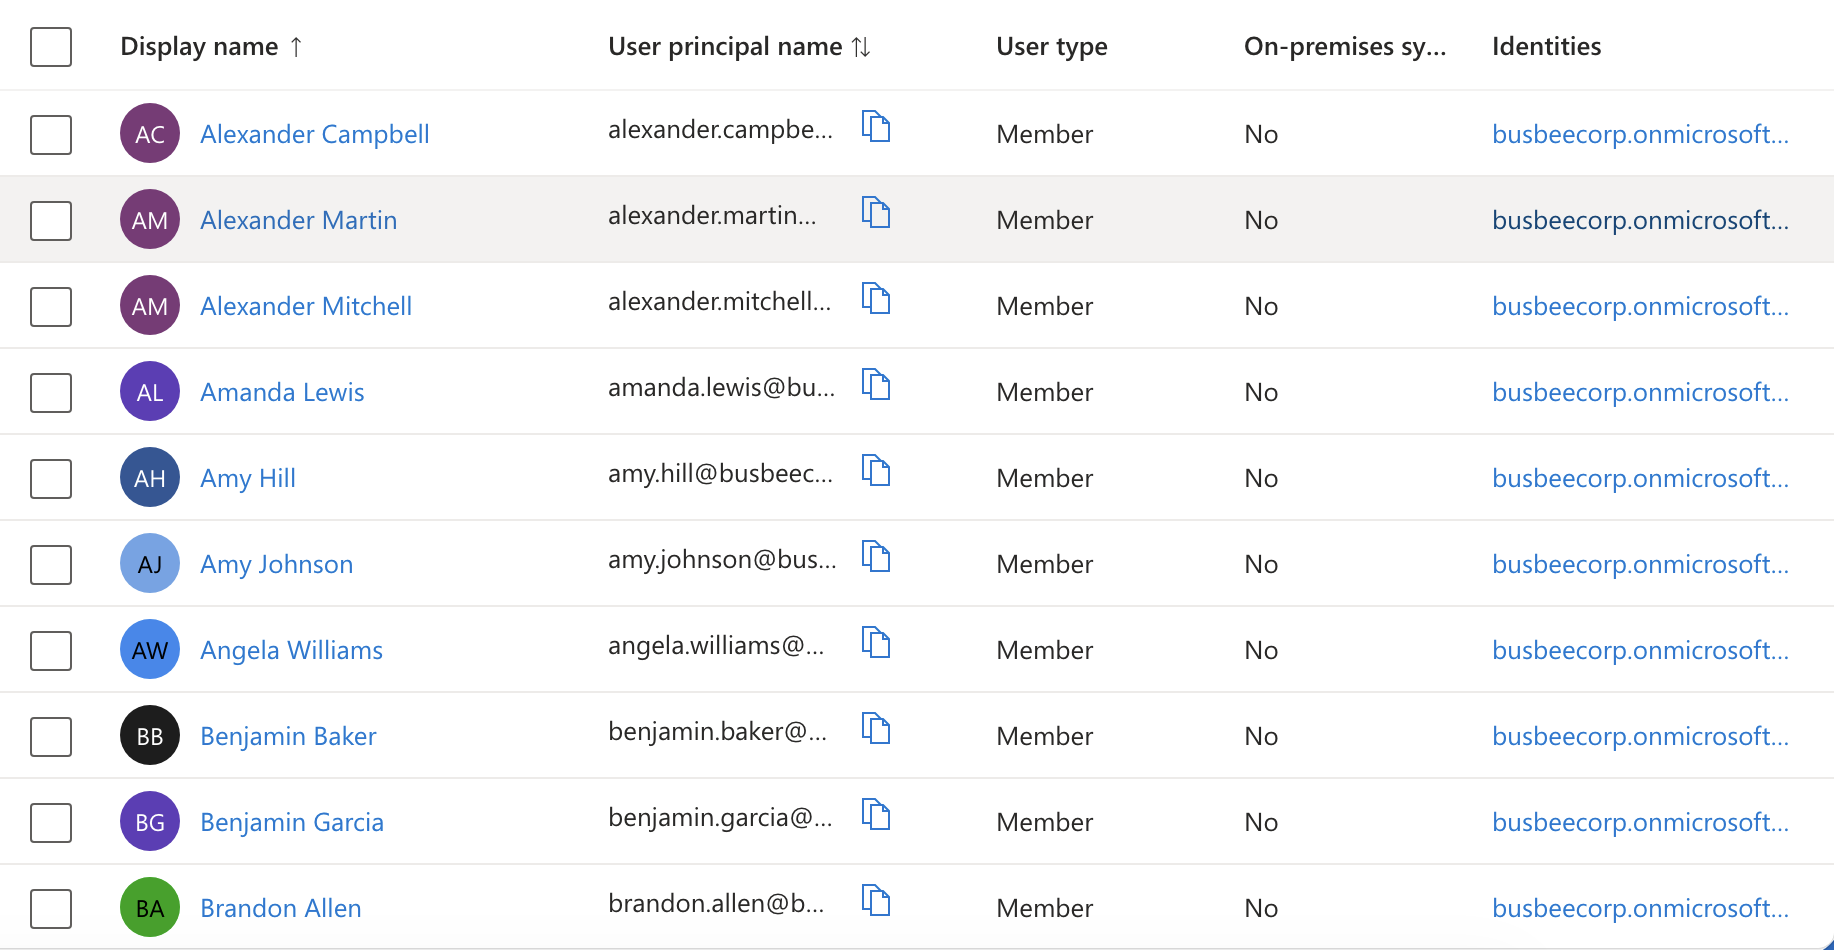 Display name ↑ User principal name ↑↓ User type On-premises sy... Identities
AC Alexander Campbell alexander.campbe... Member No busbeecorp.onmicrosoft...
AM Alexander Martin alexander.martin... Member No busbeecorp.onmicrosoft...
AM Alexander Mitchell alexander.mitchell... Member No busbeecorp.onmicrosoft...
AL Amanda Lewis amanda.lewis@bu... Member No busbeecorp.onmicrosoft...
AH Amy Hill amy.hill@busbeec... Member No busbeecorp.onmicrosoft...
AJ Amy Johnson amy.johnson@bus... Member No busbeecorp.onmicrosoft...
AW Angela Williams angela.williams@... Member No busbeecorp.onmicrosoft...
BB Benjamin Baker benjamin.baker@... Member No busbeecorp.onmicrosoft...
BG Benjamin Garcia benjamin.garcia@... Member No busbeecorp.onmicrosoft...
BA Brandon Allen brandon.allen@b... Member No busbeecorp.onmicrosoft...